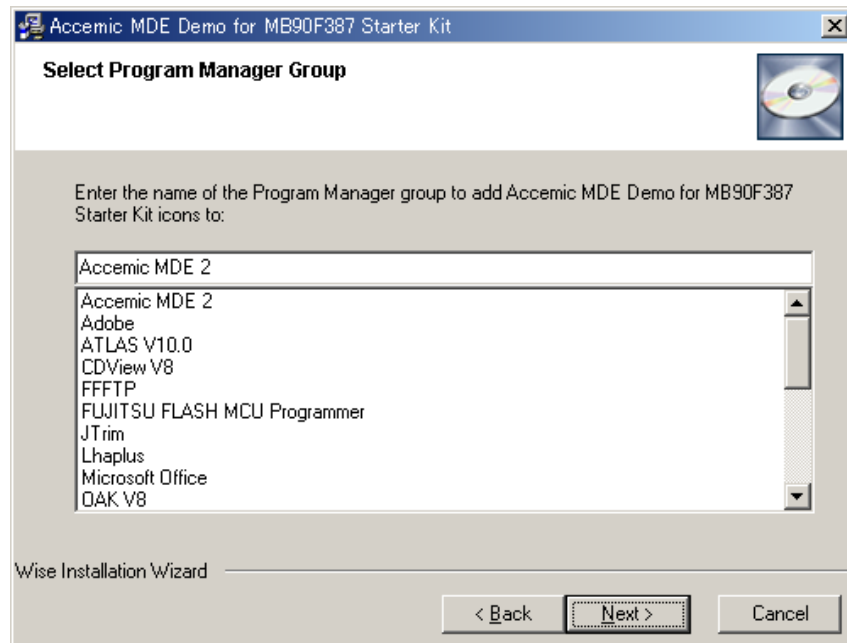 Accemic MDE Demo for MB90F387 Starter Kit
Select Program Manager Group
Enter the name of the Program Manager group to add Accemic MDE Demo for MB90F387
Starter Kit icons to:
Accemic MDE 2
Accemic MDE 2
Adobe
ATLAS V10.0
CDView V8
FFFTP
FUJITSU FLASH MCU Programmer
JTrim
Lhaplus
Microsoft Office
OAK V8
Wise Installation Wizard
< Back Next > Cancel